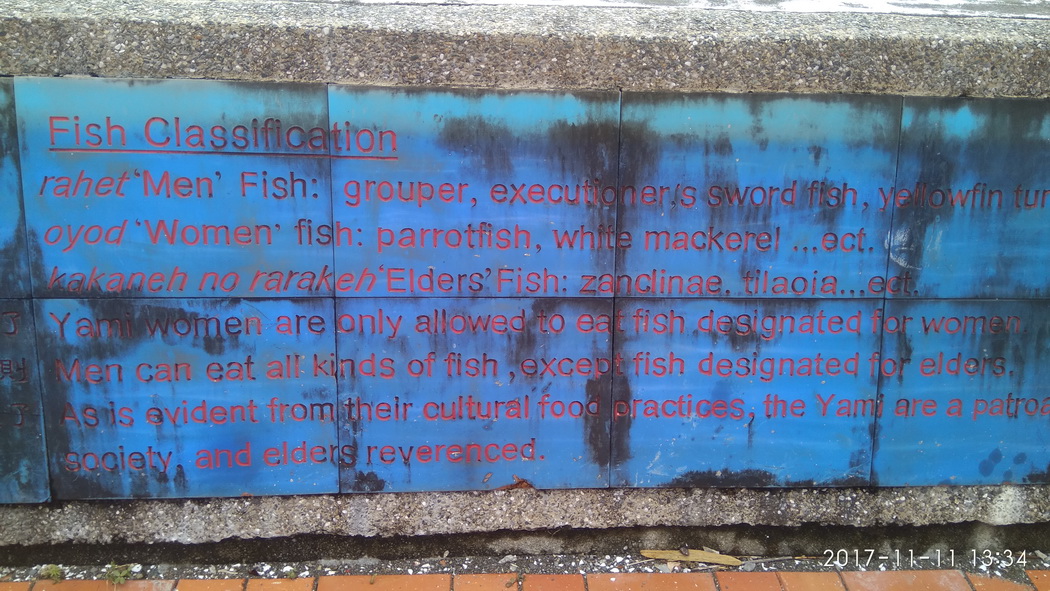 Fish Classification
rahet 'Men' Fish: grouper, executioner,s sword fish, yellowfin tun
oyod 'Women' fish: parrotfish, white mackerel ...ect.
kakaneh no rarakeh 'Elders' Fish: zanclinae, tilaoia...ect.
Yami women are only allowed to eat fish designated for women.
Men can eat all kinds of fish ,except fish designated for elders.
As is evident from their cultural food practices, the Yami are a patroa
society and elders reverenced.
了
則
了
2017-11-11 13:34